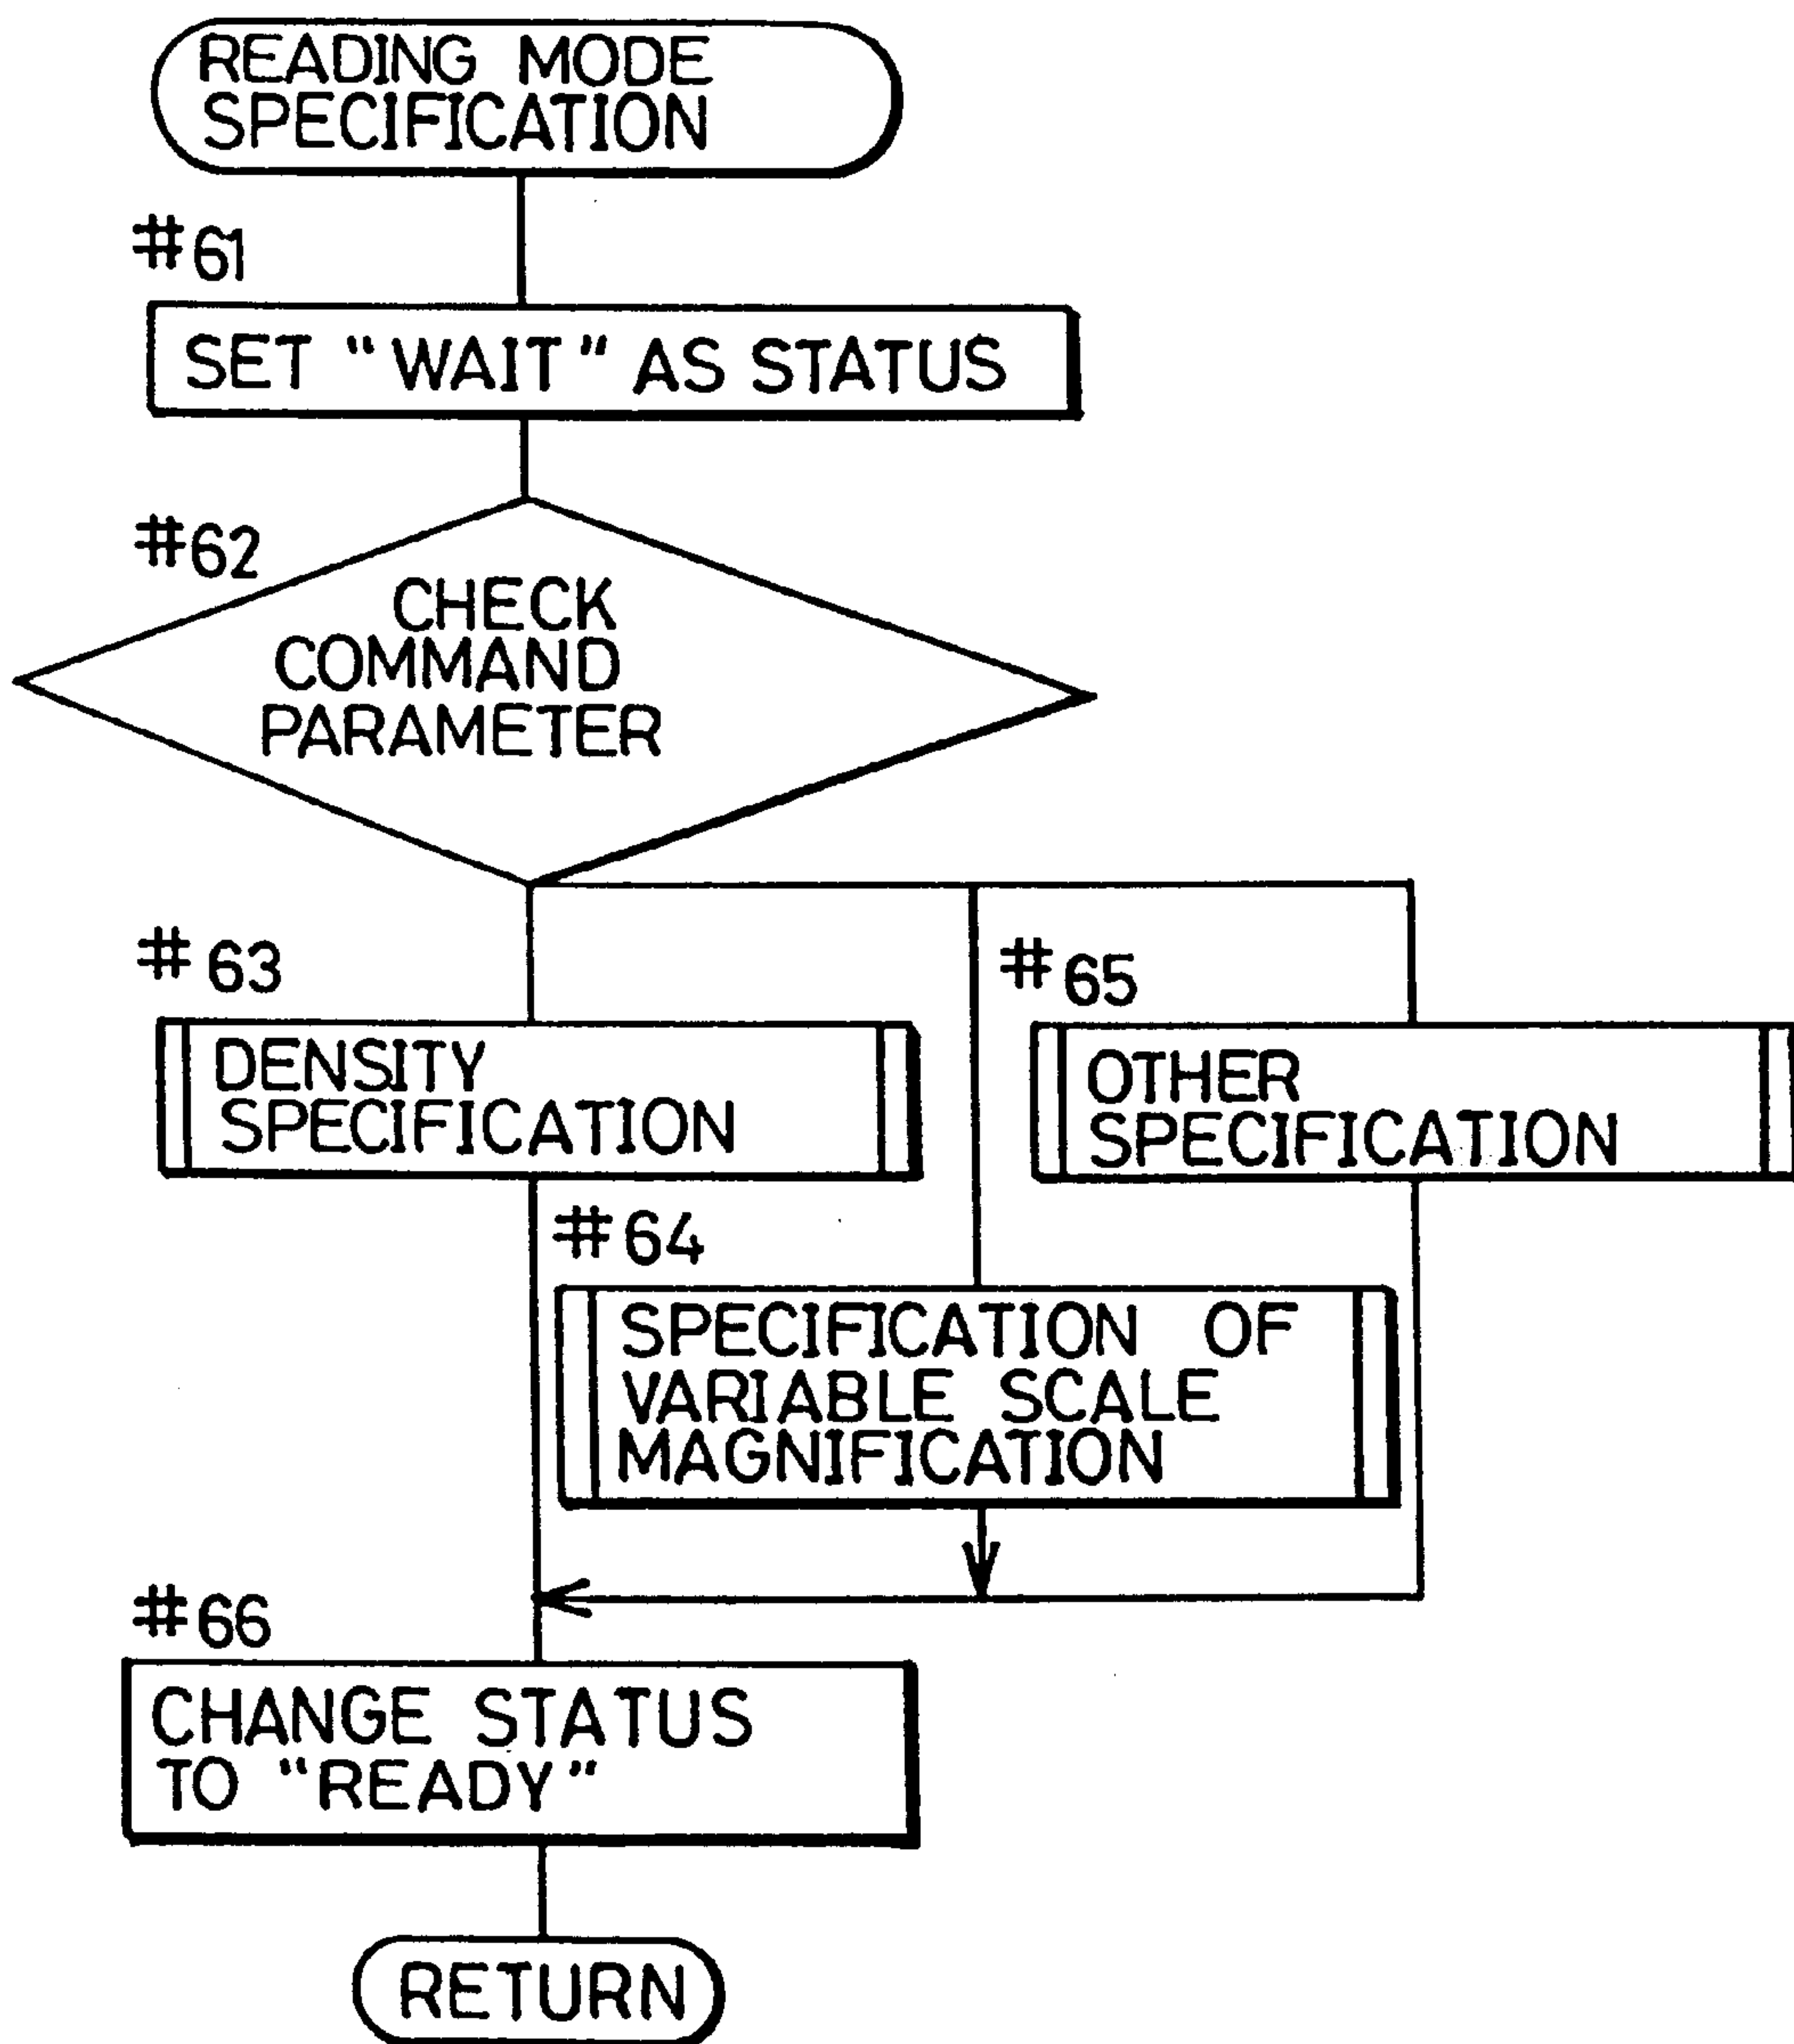 READING MODE
SPECIFICATION
#61
SET "WAIT" AS STATUS
#62
CHECK
COMMAND
PARAMETER
#63
DENSITY
SPECIFICATION
#65
OTHER
SPECIFICATION
#64
SPECIFICATION OF
VARIABLE SCALE
MAGNIFICATION
#66
CHANGE STATUS
TO "READY"
RETURN